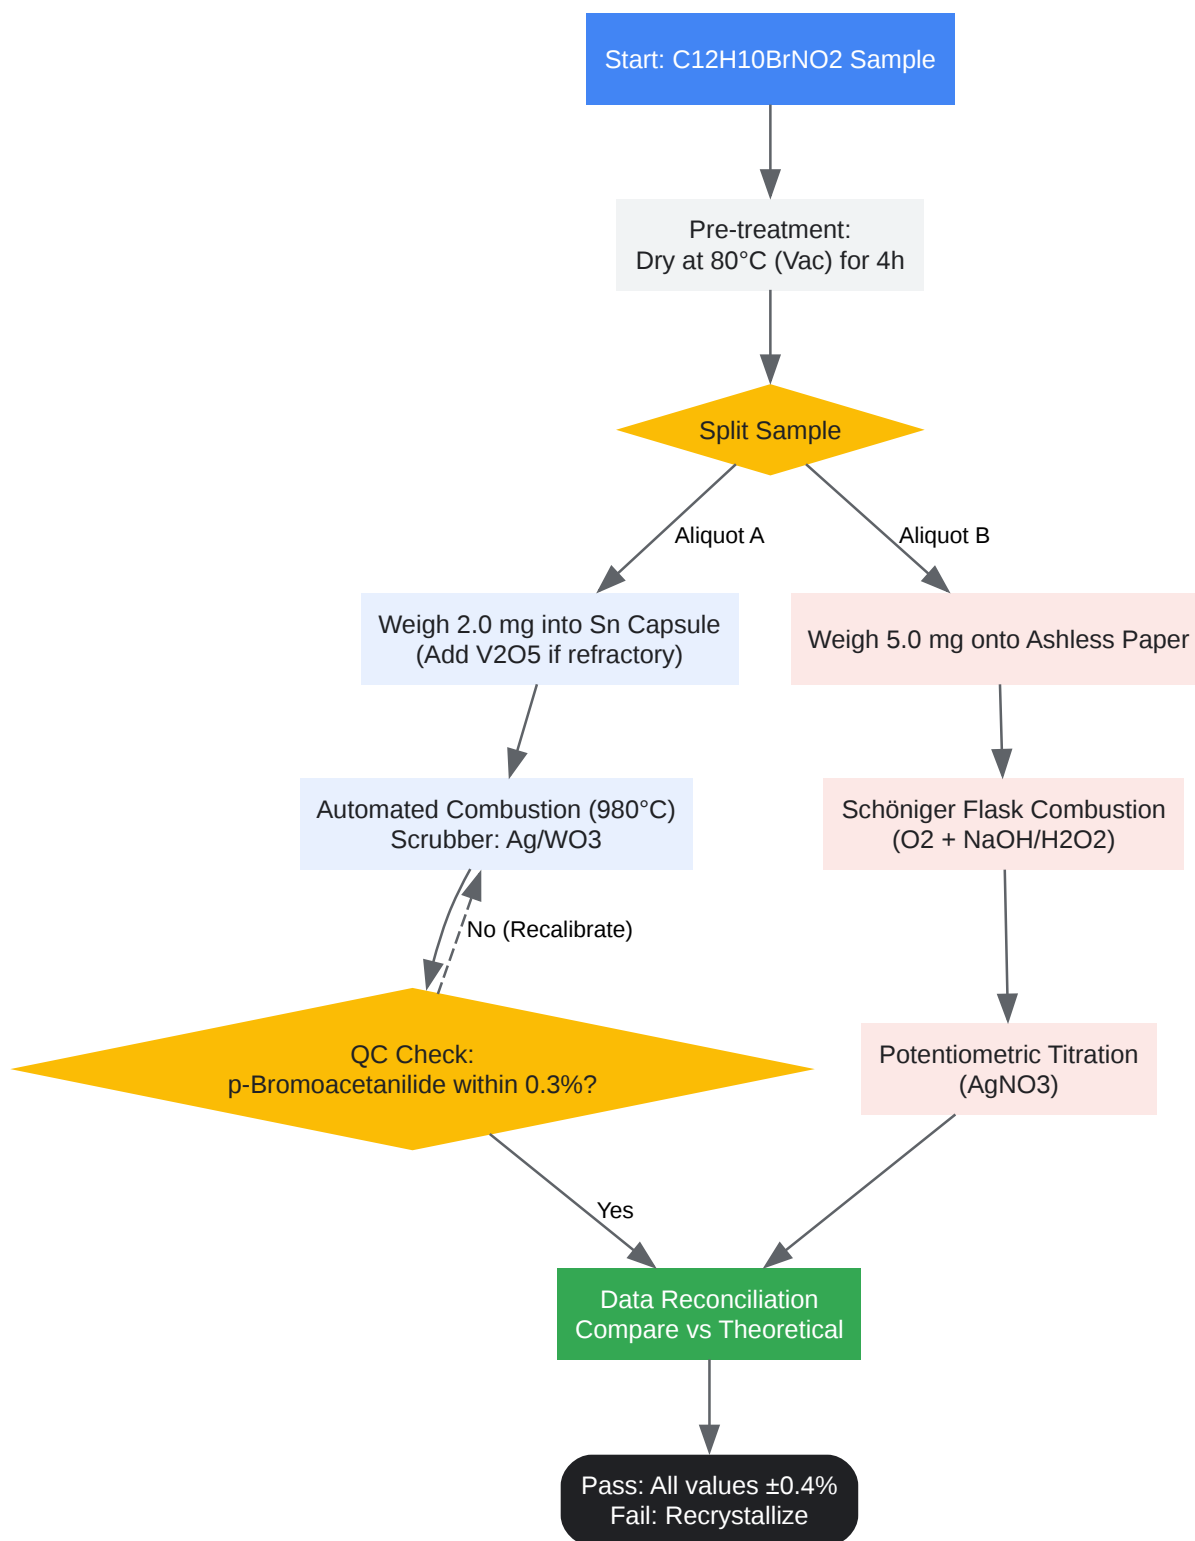 Start: C12H10BrNO2 Sample
Pre-treatment:
Dry at 80°C (Vac) for 4h
Split Sample
Aliquot A
Aliquot B
Weigh 2.0 mg into Sn Capsule
(Add V2O5 if refractory)
Weigh 5.0 mg onto Ashless Paper
Automated Combustion (980°C)
Scrubber: Ag/WO3
Schöniger Flask Combustion
(O2 + NaOH/H2O2)
No (Recalibrate)
QC Check:
p-Bromoacetanilide within 0.3%?
Potentiometric Titration
(AgNO3)
Yes
Data Reconciliation
Compare vs Theoretical
Pass: All values ±0.4%
Fail: Recrystallize